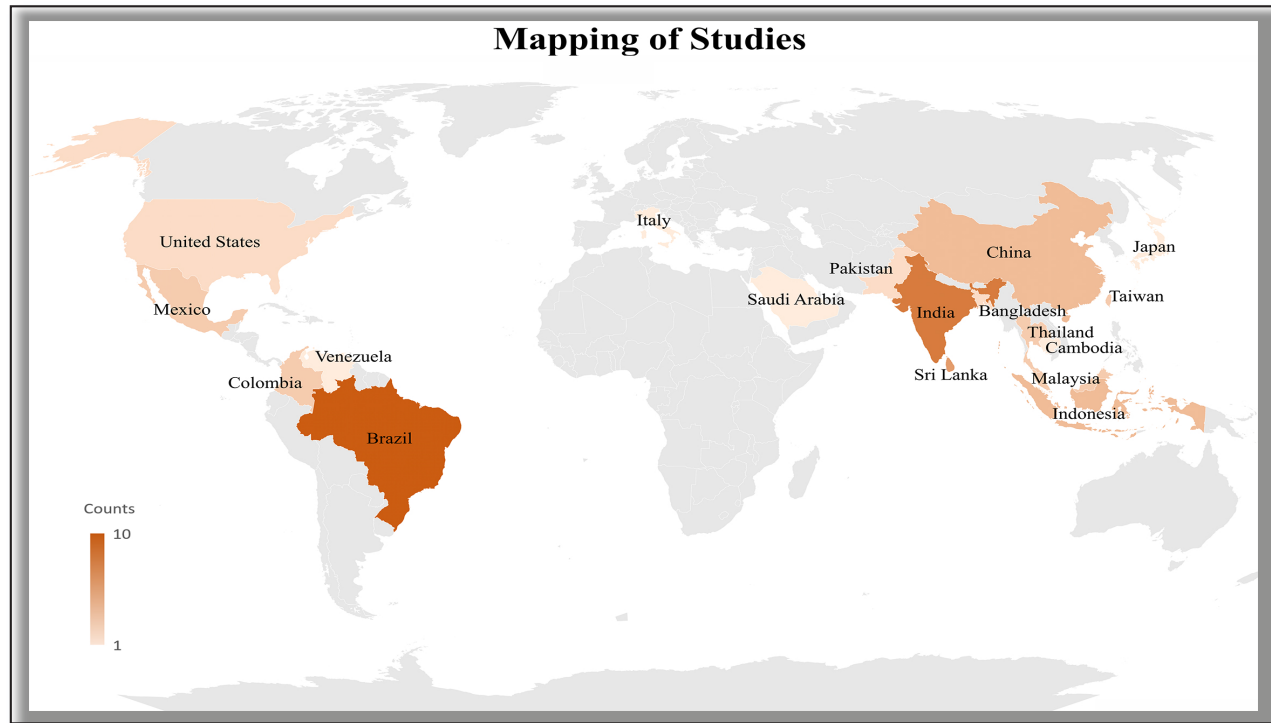 Mapping of Studies
Italy
United States
China
Japan
Pakistan
Mexico
Saudi Arabia
Taiwan
India
Bangladesh
Thailand
Venezuela
Cambodia
Colombia
Sri Lanka
Malaysia
Indonesia
Brazil
Counts
10
1